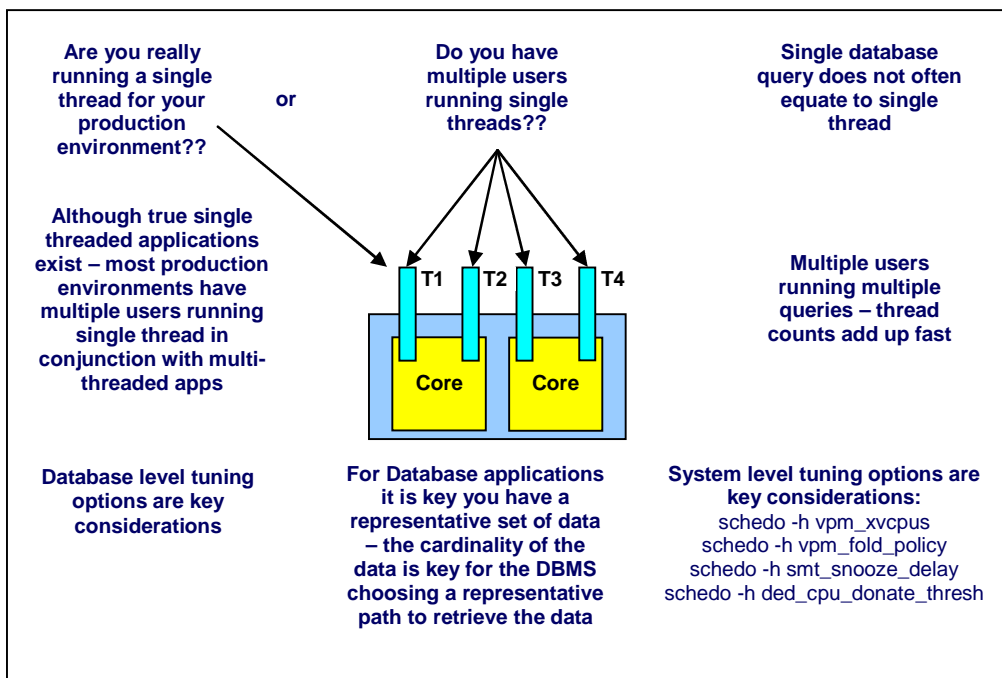 Are you really
running a single
thread for your
production
environment??
or
Do you have
multiple users
running single
threads??
Single database
query does not often
equate to single
thread
Although true single
threaded applications
exist – most production
environments have
multiple users running
single thread in
conjunction with multi-
threaded apps
T1
T2
T3
T4
Core
Core
Multiple users
running multiple
queries – thread
counts add up fast
Database level tuning
options are key
considerations
For Database applications
it is key you have a
representative set of data
– the cardinality of the
data is key for the DBMS
choosing a representative
path to retrieve the data
System level tuning options are
key considerations:
schedo -h vpm_xvcpus
schedo -h vpm_fold_policy
schedo -h smt_snooze_delay
schedo -h ded_cpu_donate_thresh